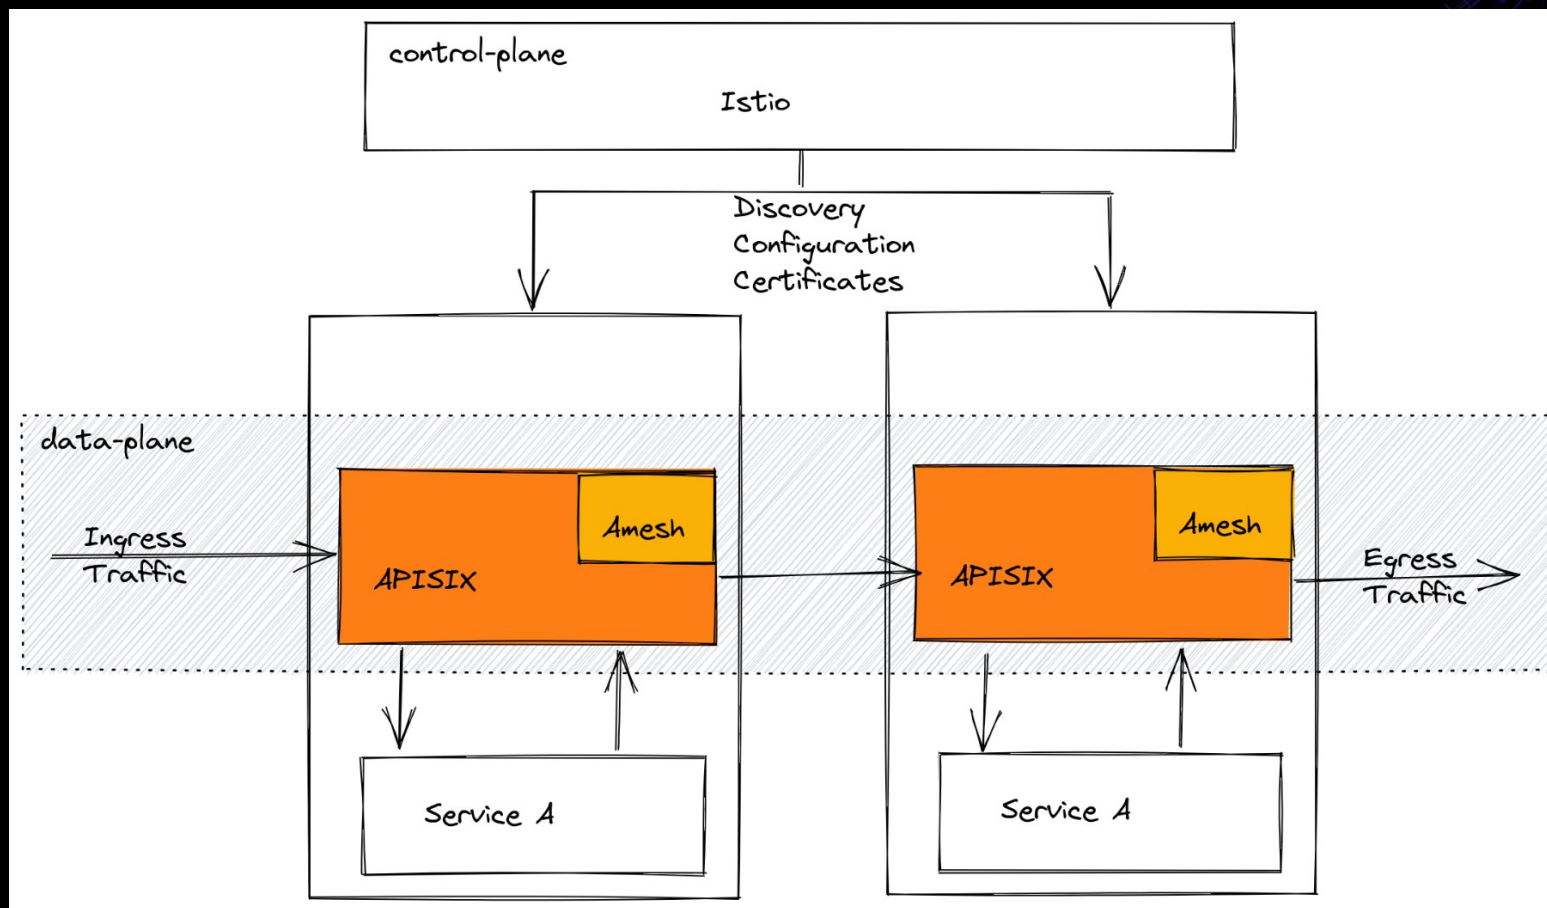 control-plane
Istio
Discovery
Configuration
Certificates
data-plane
Ingress
Traffic
APISIX
Amesh
APISIX
Amesh
Egress
Traffic
Service A
Service A